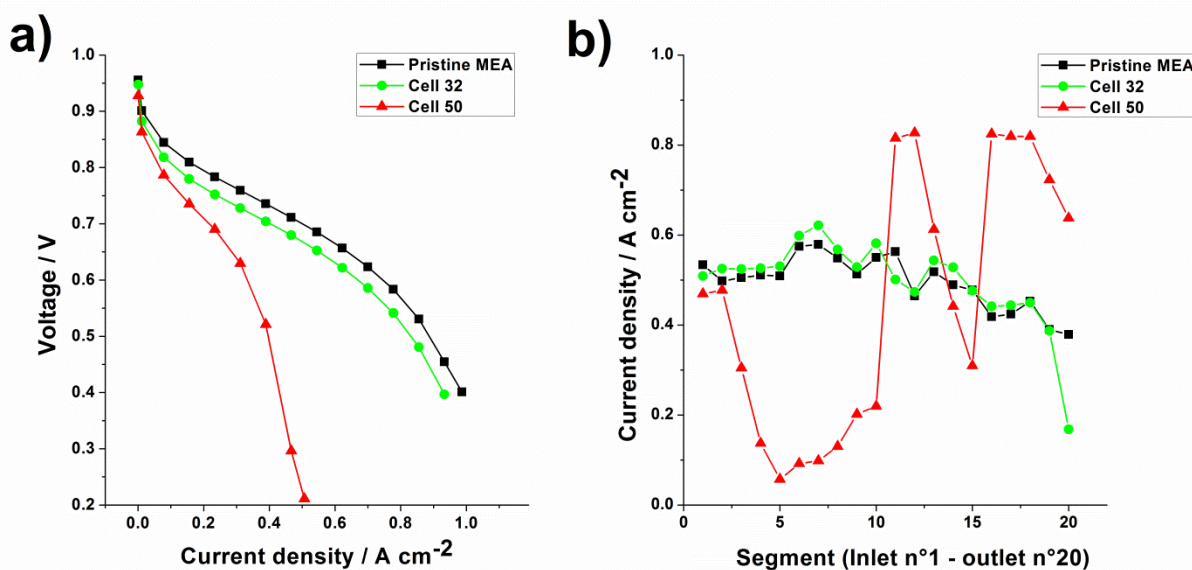 a)
Pristine MEA
Cell 32
Cell 50
Voltage / V
1.0
0.9
0.8
0.7
0.6
0.5
0.4
0.3
0.2
0.0 0.2 0.4 0.6 0.8 1.0
Current density / A cm-2
b)
Pristine MEA
Cell 32
Cell 50
Current density / A cm-2
1.0
0.8
0.6
0.4
0.2
0.0
0 5 10 15 20
Segment (Inlet n°1 - outlet n°20)